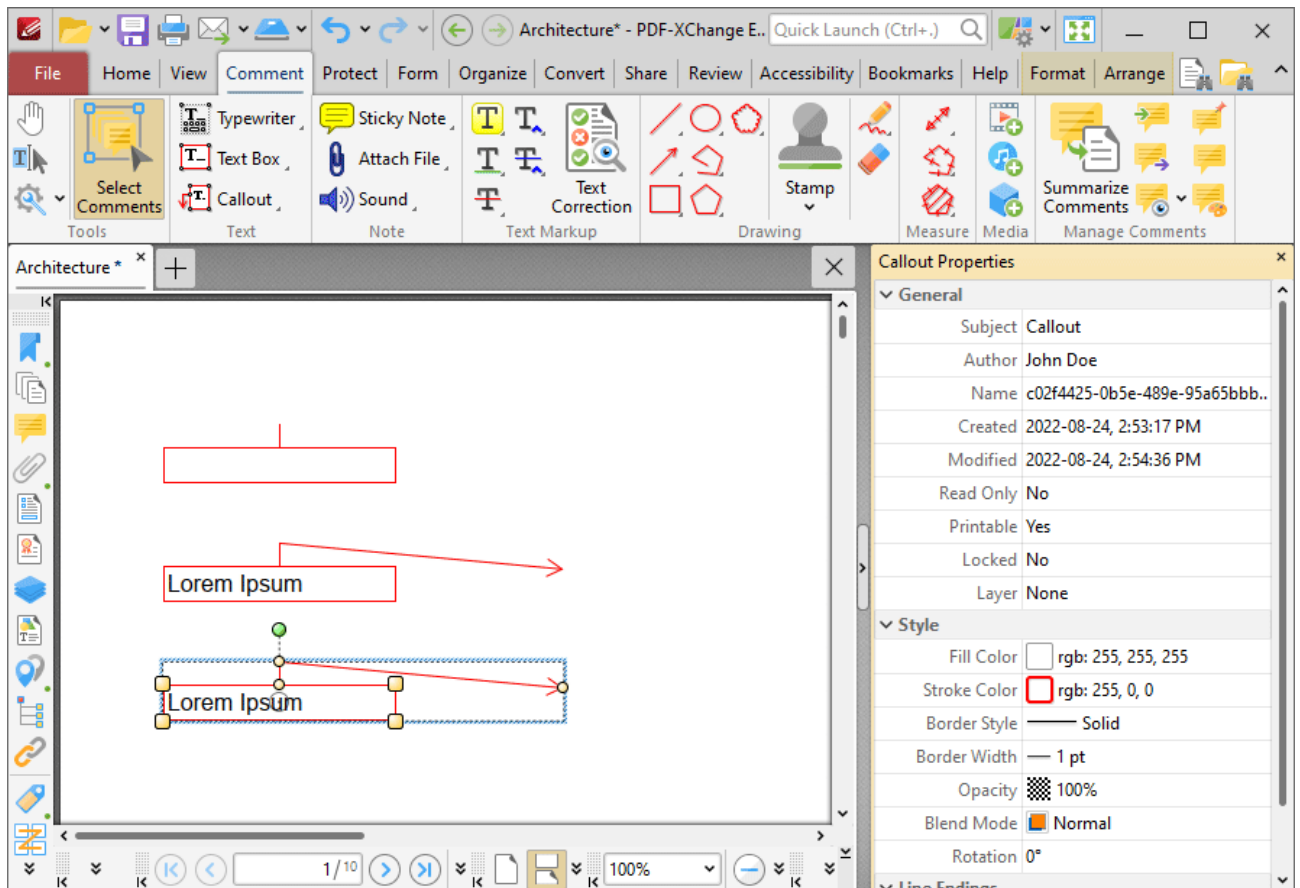 Architecture* - PDF-XChange E..
Quick Launch (Ctrl+.)
File Home View Comment Protect Form Organize Convert Share Review Accessibility Bookmarks Help Format Arrange
Select Comments
Tools
Typewriter
Text Box
Callout
Text
Sticky Note
Attach File
Sound
Note
Text Correction
Text Markup
Stamp
Drawing
Measure
Media
Summarize Comments
Manage Comments
Architecture *
Lorem Ipsum
Lorem Ipsum
1/10
100%
Callout Properties
General
Subject Callout
Author John Doe
Name c02f4425-0b5e-489e-95a65bbb..
Created 2022-08-24, 2:53:17 PM
Modified 2022-08-24, 2:54:36 PM
Read Only No
Printable Yes
Locked No
Layer None
Style
Fill Color rgb: 255, 255, 255
Stroke Color rgb: 255, 0, 0
Border Style Solid
Border Width 1 pt
Opacity 100%
Blend Mode Normal
Rotation 0°
Line Endings